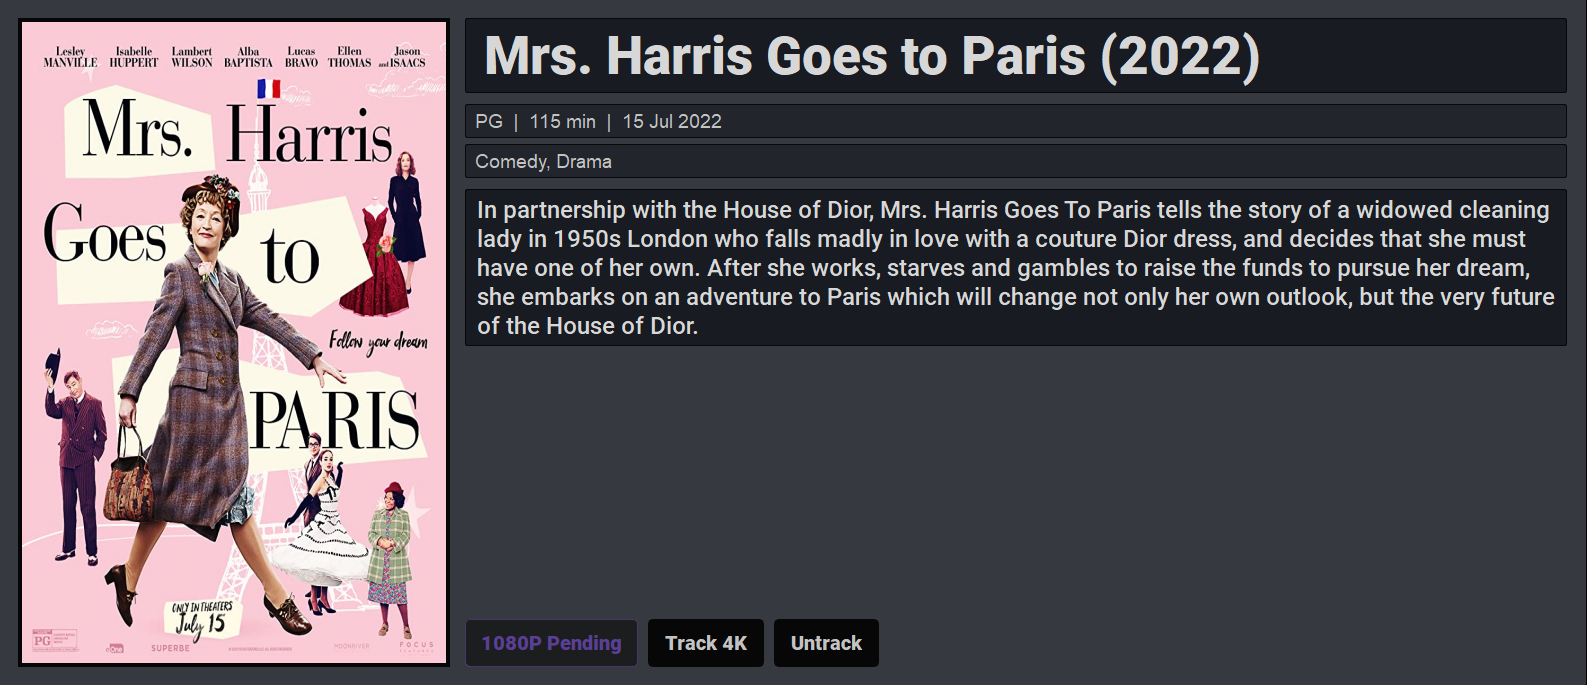 Lesley MANVILLE
Isabelle HUPPERT
Lambert WILSON
Alba BAPTISTA
Lucas BRAVO
Ellen THOMAS
and Jason ISAACS
Mrs. Harris
Goes to
Follow your dream
PARIS
ONLY IN THEATERS
July 15
PG
eOne
SUPERBE
MOONRIVER
FOCUS
FEATURES
Mrs. Harris Goes to Paris (2022)
PG | 115 min | 15 Jul 2022
Comedy, Drama
In partnership with the House of Dior, Mrs. Harris Goes To Paris tells the story of a widowed cleaning
lady in 1950s London who falls madly in love with a couture Dior dress, and decides that she must
have one of her own. After she works, starves and gambles to raise the funds to pursue her dream,
she embarks on an adventure to Paris which will change not only her own outlook, but the very future
of the House of Dior.
1080P Pending
Track 4K
Untrack